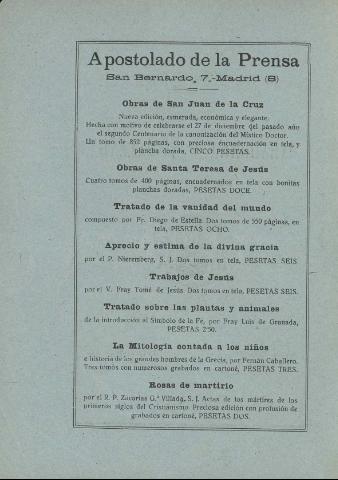 Apostolado de la Prensa
San Bernardo, 7.-Madrid (8)
Obras de San Juan de la Cruz
Nueva edición, esmerada, económica y elegante.
Hecha con motivo de celebrarse el 27 de diciembre del pasado año
el segundo Centenario de la canonización del Místico Doctor.
Un tomo de 852 páginas, con preciosa encuadernación en tela, y
plancha dorada, CINCO PESETAS.
Obras de Santa Teresa de Jesús
Cuatro tomos de 400 páginas, encuadernados en tela con bonitas
planchas doradas, PESETAS DOCE.
Tratado de la vanidad del mundo
compuesto por Fr. Diego de Estella. Dos tomos de 550 páginas, en
tela, PESETAS OCHO.
Aprecio y estima de la divina gracia
por el P. Nieremberg, S. J. Dos tomos en tela, PESETAS SEIS.
Trabajos de Jesús
por el V. Fray Tomé de Jesús. Dos tomos en tela, PESETAS SEIS.
Tratado sobre las plantas y animales
de la introducción al Símbolo de la Fe, por Fray Luis de Granada,
PESETAS 2'50.
La Mitología contada a los niños
e historia de los grandes hombres de la Grecia, por Fernán Caballero.
Tres tomos con numerosos grabados en cartoné, PESETAS TRES.
Rosas de martirio
por el R. P. Zacarías G.ª Villada, S. J. Actas de los mártires de los
primeros siglos del Cristianismo. Preciosa edición con profusión de
grabados en cartoné, PESETAS DOS.